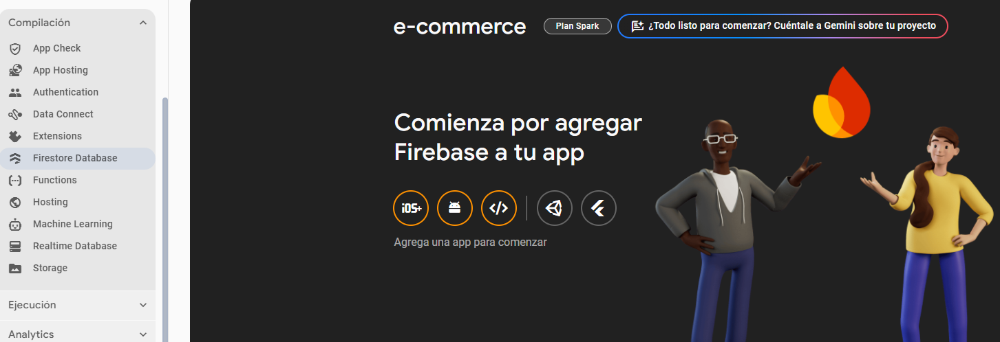 Compilación
App Check
App Hosting
Authentication
Data Connect
Extensions
Firestore Database
Functions
Hosting
Machine Learning
Realtime Database
Storage
Ejecución
Analytics
e-commerce
Plan Spark
¿Todo listo para comenzar? Cuéntale a Gemini sobre tu proyecto
Comienza por agregar
Firebase a tu app
iOS+
Agrega una app para comenzar